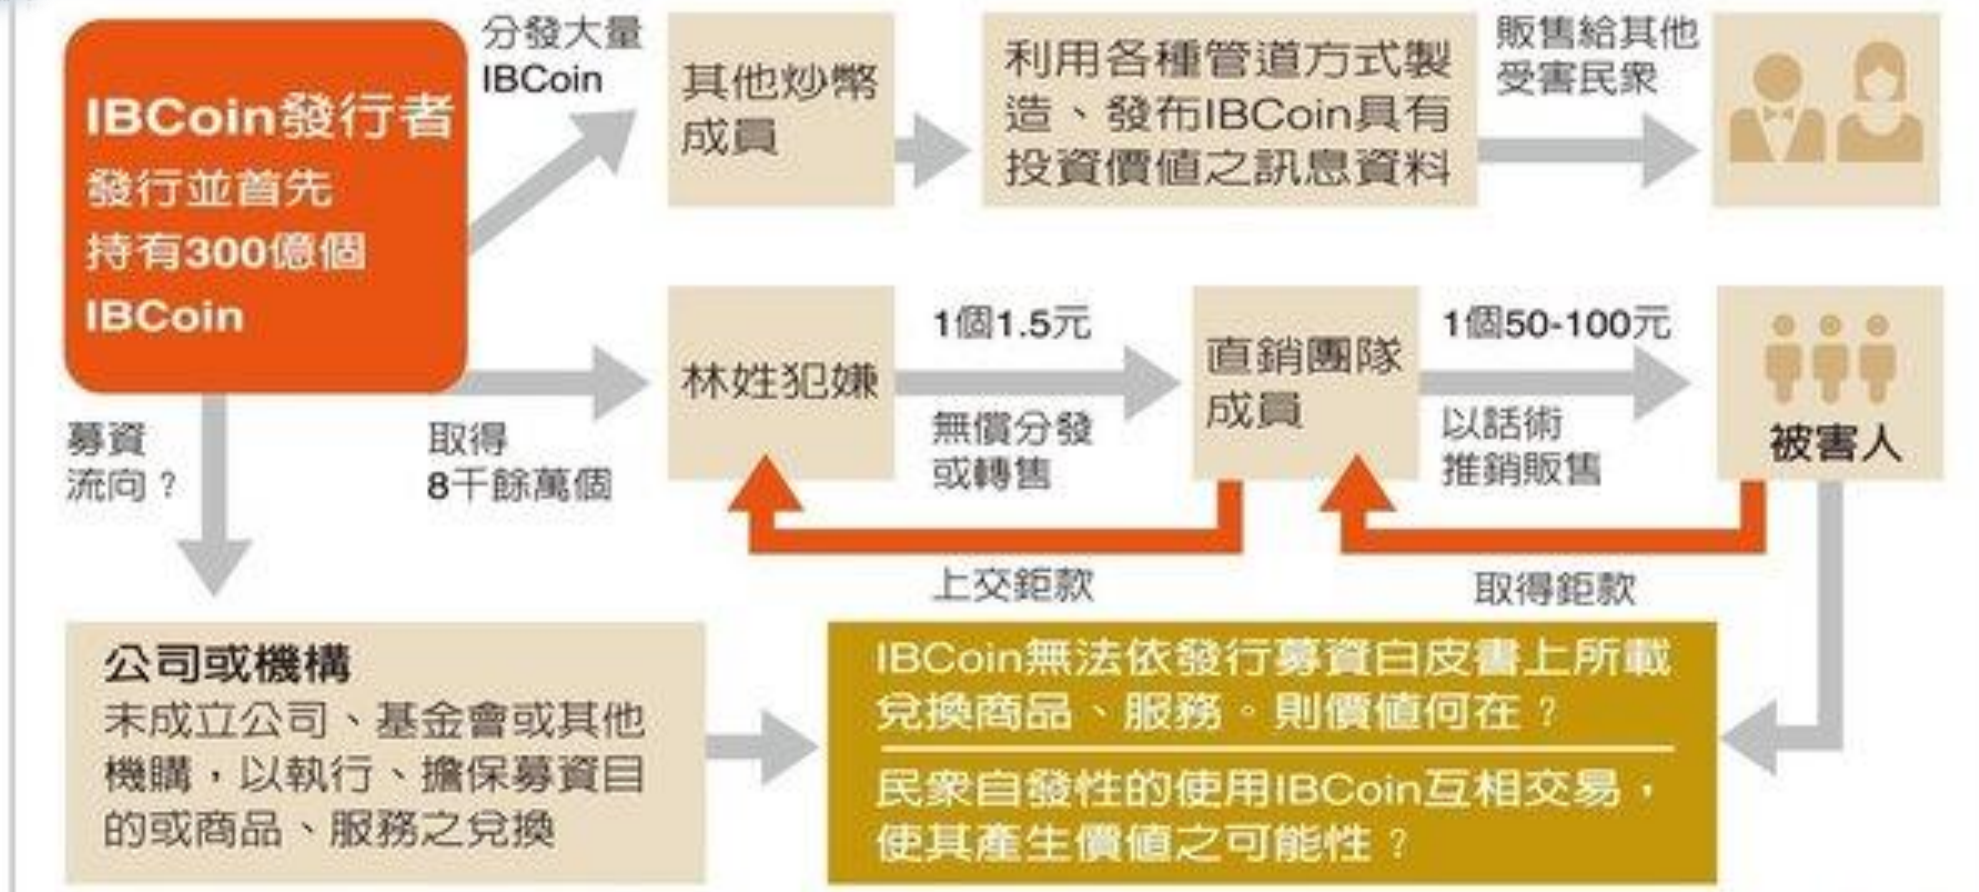 IBCoin發行者
發行並首先
持有300億個
IBCoin
分發大量
IBCoin
其他炒幣
成員
利用各種管道方式製
造、發布IBCoin具有
投資價值之訊息資料
販售給其他
受害民眾
取得
8千餘萬個
林姓犯嫌
1個1.5元
無償分發
或轉售
直銷團隊
成員
1個50-100元
以話術
推銷販售
被害人
上交鉅款
取得鉅款
募資
流向？
公司或機構
未成立公司、基金會或其他
機購，以執行、擔保募資目
的或商品、服務之兌換
IBCoin無法依發行募資白皮書上所載
兌換商品、服務。則價值何在？
民眾自發性的使用IBCoin互相交易，
使其產生價值之可能性？